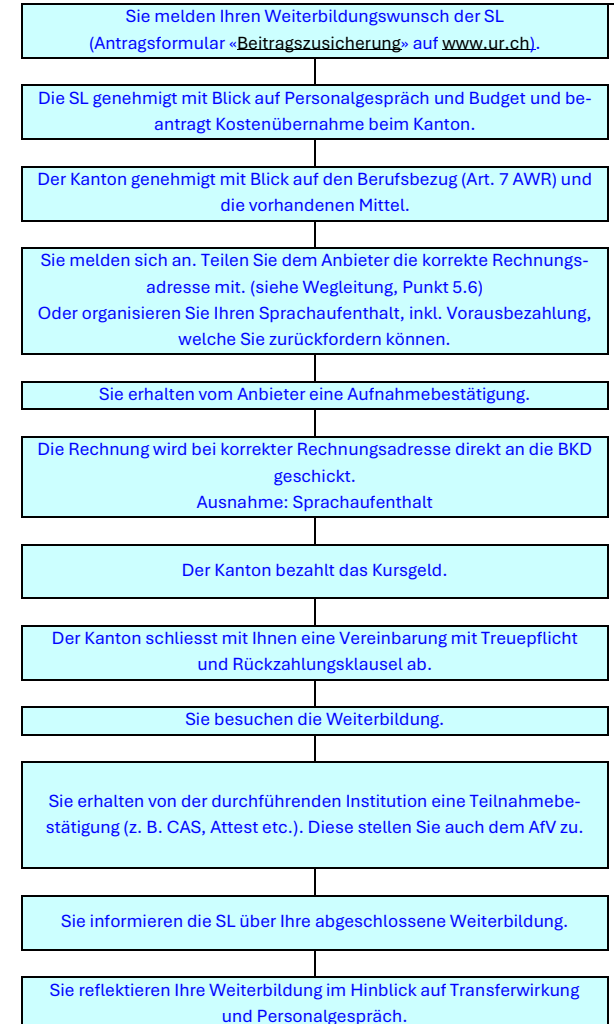 Sie melden Ihren Weiterbildungswunsch der SL
(Antragsformular «Beitragszusicherung» auf www.ur.ch).
Die SL genehmigt mit Blick auf Personalgespräch und Budget und be-
antragt Kostenübernahme beim Kanton.
Der Kanton genehmigt mit Blick auf den Berufsbezug (Art. 7 AWR) und
die vorhandenen Mittel.
Sie melden sich an. Teilen Sie dem Anbieter die korrekte Rechnungs-
adresse mit. (siehe Wegleitung, Punkt 5.6)
Oder organisieren Sie Ihren Sprachaufenthalt, inkl. Vorausbezahlung,
welche Sie zurückfordern können.
Sie erhalten vom Anbieter eine Aufnahmebestätigung.
Die Rechnung wird bei korrekter Rechnungsadresse direkt an die BKD
geschickt.
Ausnahme: Sprachaufenthalt
Der Kanton bezahlt das Kursgeld.
Der Kanton schliesst mit Ihnen eine Vereinbarung mit Treuepflicht
und Rückzahlungsklausel ab.
Sie besuchen die Weiterbildung.
Sie erhalten von der durchführenden Institution eine Teilnahmebe-
stätigung (z. B. CAS, Attest etc.). Diese stellen Sie auch dem AfV zu.
Sie informieren die SL über Ihre abgeschlossene Weiterbildung.
Sie reflektieren Ihre Weiterbildung im Hinblick auf Transferwirkung
und Personalgespräch.